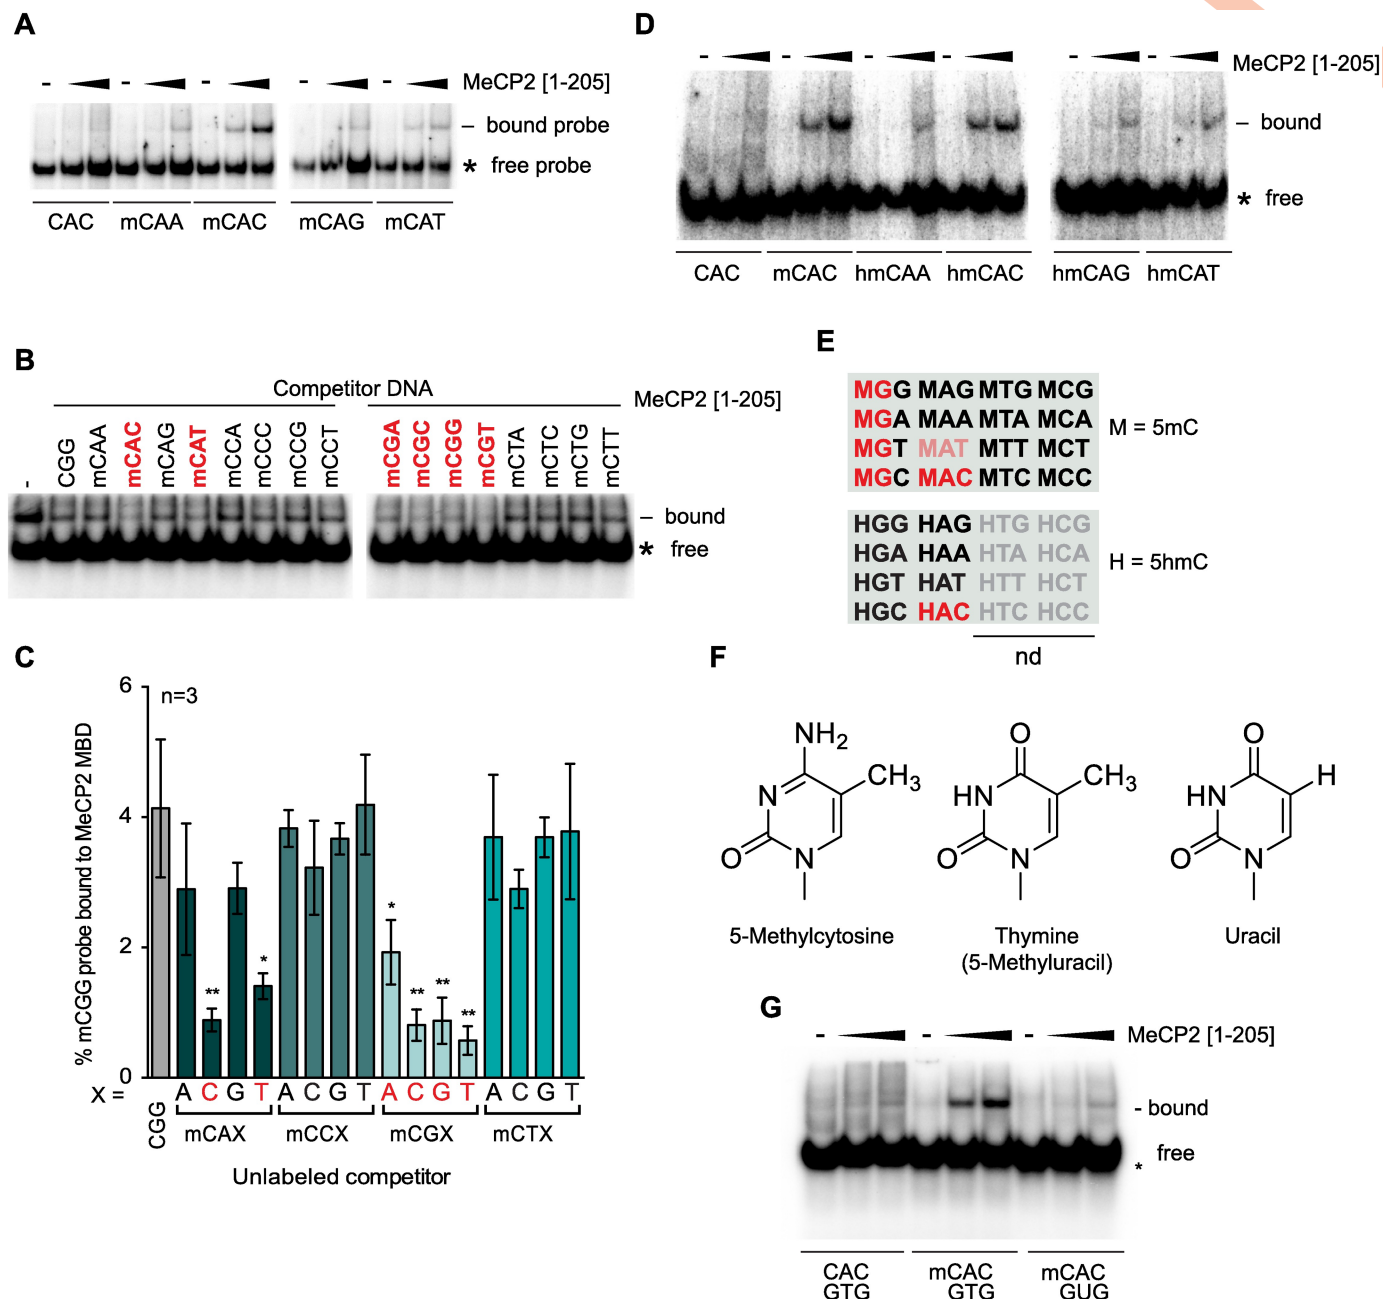 A
- - - MeCP2 [1-205]
- -
– bound probe
* free probe
CAC mCAA mCAC mCAG mCAT
D
- - - - - - MeCP2 [1-205]
– bound
* free
CAC mCAC hmCAA hmCAC hmCAG hmCAT
B
Competitor DNA
MeCP2 [1-205]
- CGG mCAA mCAC mCAG mCAT mCCA mCCC mCCG mCCT mCGA mCGC mCGG mCGT mCTA mCTC mCTG mCTT
– bound
* free
E
MGG MAG MTG MCG
MGA MAA MTA MCA
MGT MAT MTT MCT
MGC MAC MTC MCC
M = 5mC
HGG HAG HTG HCG
HGA HAA HTA HCA
HGT HAT HTT HCT
HGC HAC HTC HCC
H = 5hmC
nd
C
% mCGG probe bound to MeCP2 MBD
6
4
2
0
n=3
** * * ** ** **
X = A C G T A C G T A C G T A C G T
CGG mCAX mCCX mCGX mCTX
Unlabeled competitor
F
NH2 CH3 N N O
5-Methylcytosine
O CH3 HN N O
Thymine
(5-Methyluracil)
O H HN N O
Uracil
G
- - - MeCP2 [1-205]
- bound
* free
CAC mCAC mCAC
GTG GTG GUG